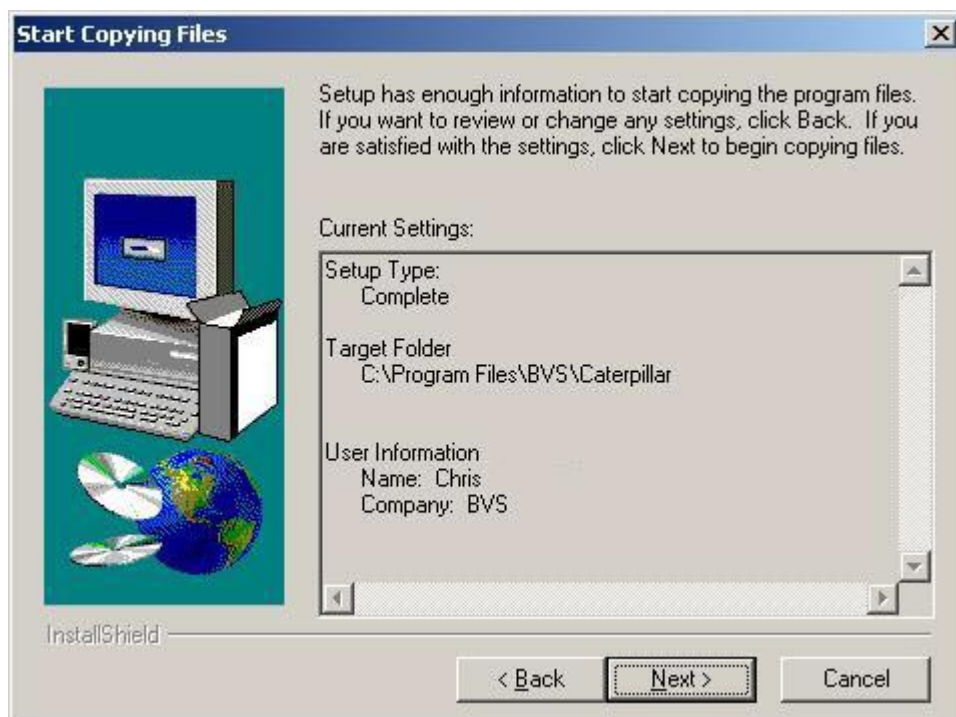 Start Copying Files
Setup has enough information to start copying the program files.
If you want to review or change any settings, click Back. If you
are satisfied with the settings, click Next to begin copying files.
Current Settings:
Setup Type:
Complete
Target Folder
C:\Program Files\BVS\Caterpillar
User Information
Name: Chris
Company: BVS
InstallShield
< Back
Next >
Cancel